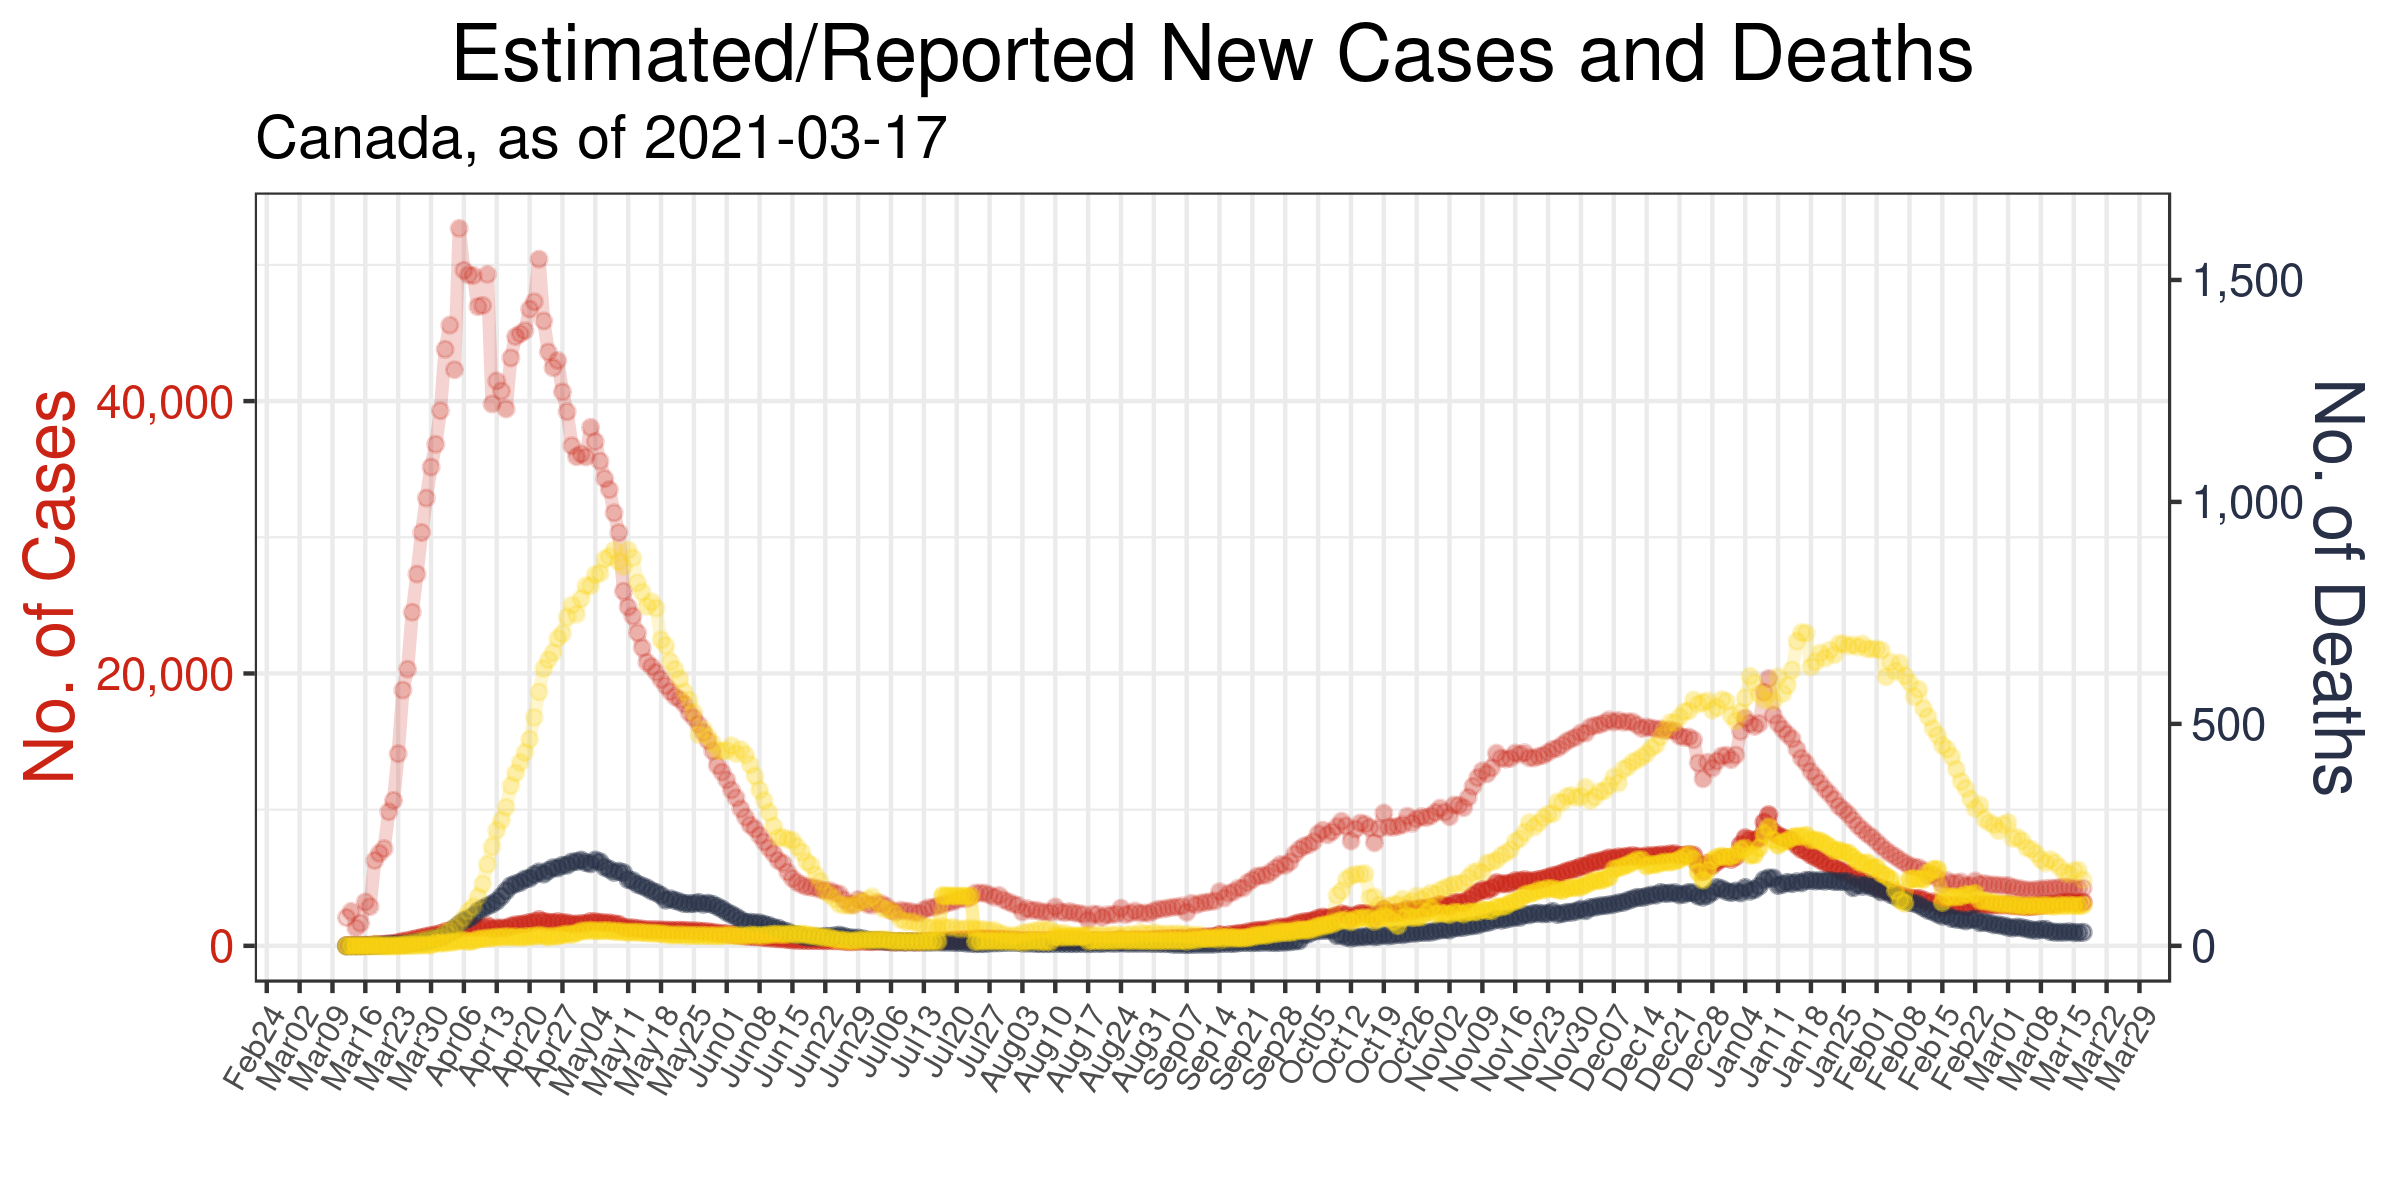 Estimated/Reported New Cases and Deaths
Canada, as of 2021-03-17
No. of Cases
40,000
20,000
0
1,500
1,000
500
0
No. of Deaths
Feb24
Mar02
Mar09
Mar16
Mar23
Mar30
Apr06
Apr13
Apr20
Apr27
May04
May11
May18
May25
Jun01
Jun08
Jun15
Jun22
Jun29
Jul06
Jul13
Jul20
Jul27
Aug03
Aug10
Aug17
Aug24
Aug31
Sep07
Sep14
Sep21
Sep28
Oct05
Oct12
Oct19
Oct26
Nov02
Nov09
Nov16
Nov23
Nov30
Dec07
Dec14
Dec21
Dec28
Jan04
Jan11
Jan18
Jan25
Feb01
Feb08
Feb15
Feb22
Mar01
Mar08
Mar15
Mar22
Mar29